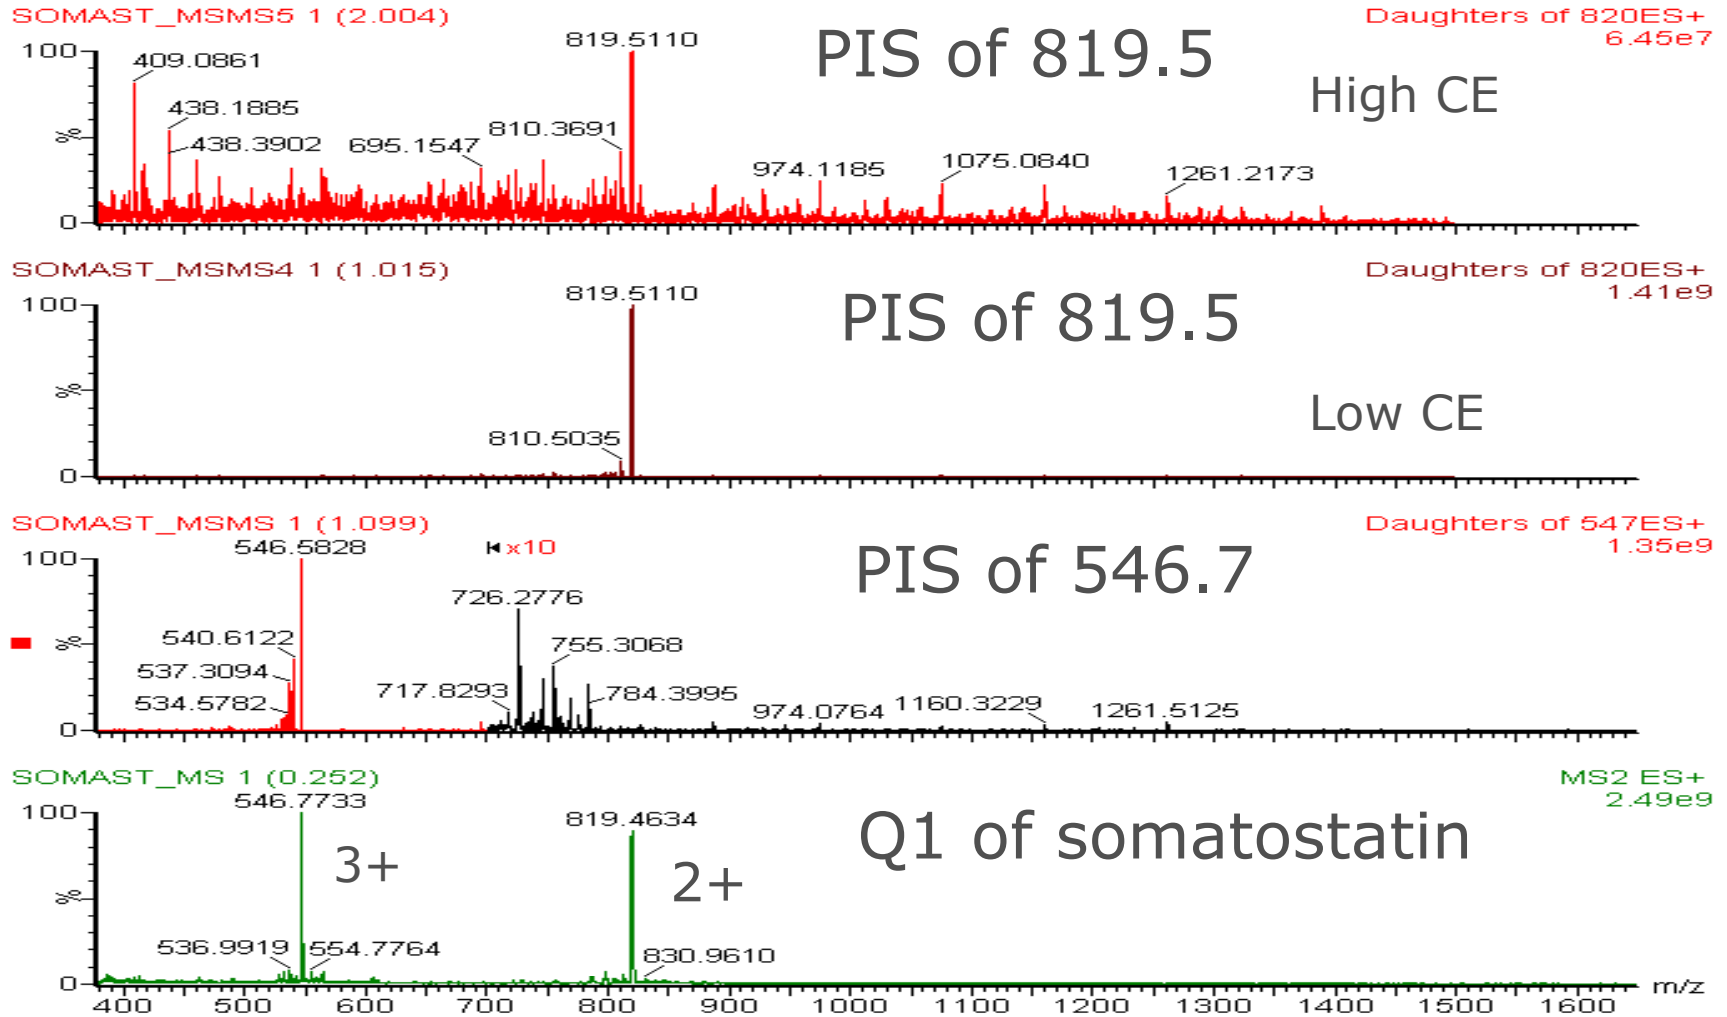 SOMAST_MSMS5 1 (2.004)
Daughters of 820ES+
6.45e7
PIS of 819.5
High CE
100
%
0
409.0861
438.1885
438.3902
695.1547
810.3691
819.5110
974.1185
1075.0840
1261.2173
SOMAST_MSMS4 1 (1.015)
Daughters of 820ES+
1.41e9
PIS of 819.5
Low CE
100
%
0
810.5035
819.5110
SOMAST_MSMS 1 (1.099)
Daughters of 547ES+
1.35e9
x10
PIS of 546.7
100
%
0
546.5828
540.6122
537.3094
534.5782
726.2776
755.3068
717.8293
784.3995
974.0764
1160.3229
1261.5125
SOMAST_MS 1 (0.252)
MS2 ES+
2.49e9
Q1 of somatostatin
100
%
0
546.7733
3+
819.4634
2+
536.9919
554.7764
830.9610
400 500 600 700 800 900 1000 1100 1200 1300 1400 1500 1600 m/z